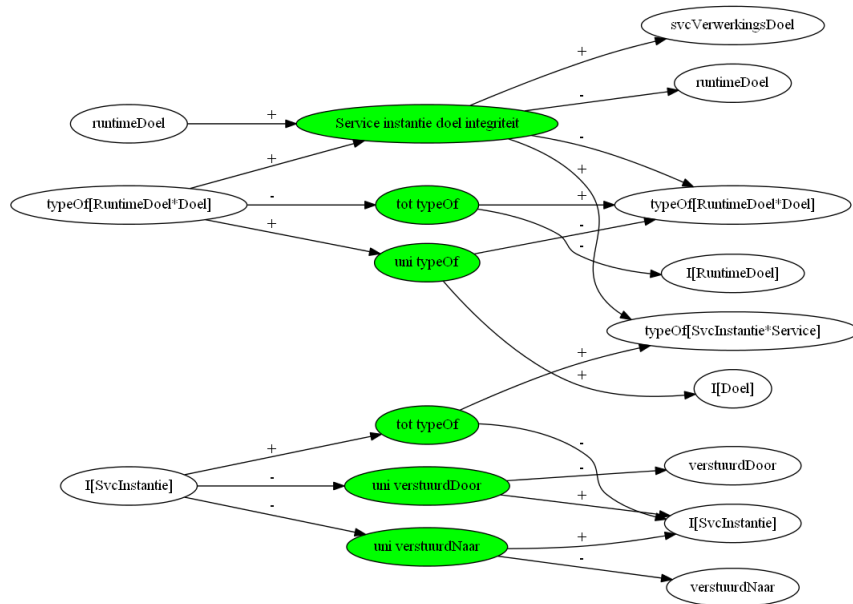 svcVerwerkingsDoel
+
runtimeDoel
-
runtimeDoel
+
Service instantie doel integriteit
-
+
+
typeOf[RuntimeDoel*Doel]
-
tot typeOf
+
typeOf[RuntimeDoel*Doel]
+
-
-
uni typeOf
I[RuntimeDoel]
typeOf[SvcInstantie*Service]
+
+
I[Doel]
tot typeOf
+
-
verstuurdDoor
-
I[SvcInstantie]
-
uni verstuurdDoor
+
I[SvcInstantie]
-
+
uni verstuurdNaar
-
verstuurdNaar